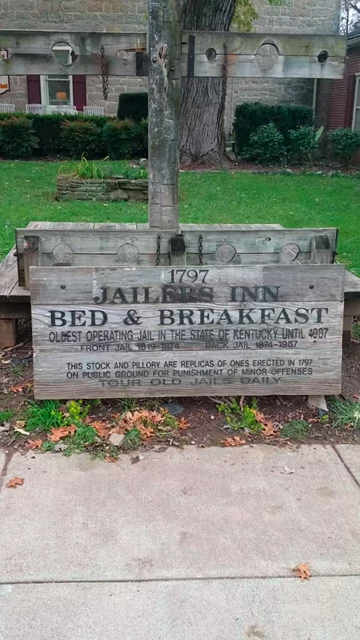 1797
JAILERS INN
BED & BREAKFAST
OLDEST OPERATING JAIL IN THE STATE OF KENTUCKY UNTIL 1987
FRONT JAIL 1819-1874 BACK JAIL 1874-1987
THIS STOCK AND PILLORY ARE REPLICAS OF ONES ERECTED IN 1797
ON PUBLIC GROUND FOR PUNISHMENT OF MINOR OFFENSES
TOUR OLD JAILS DAILY